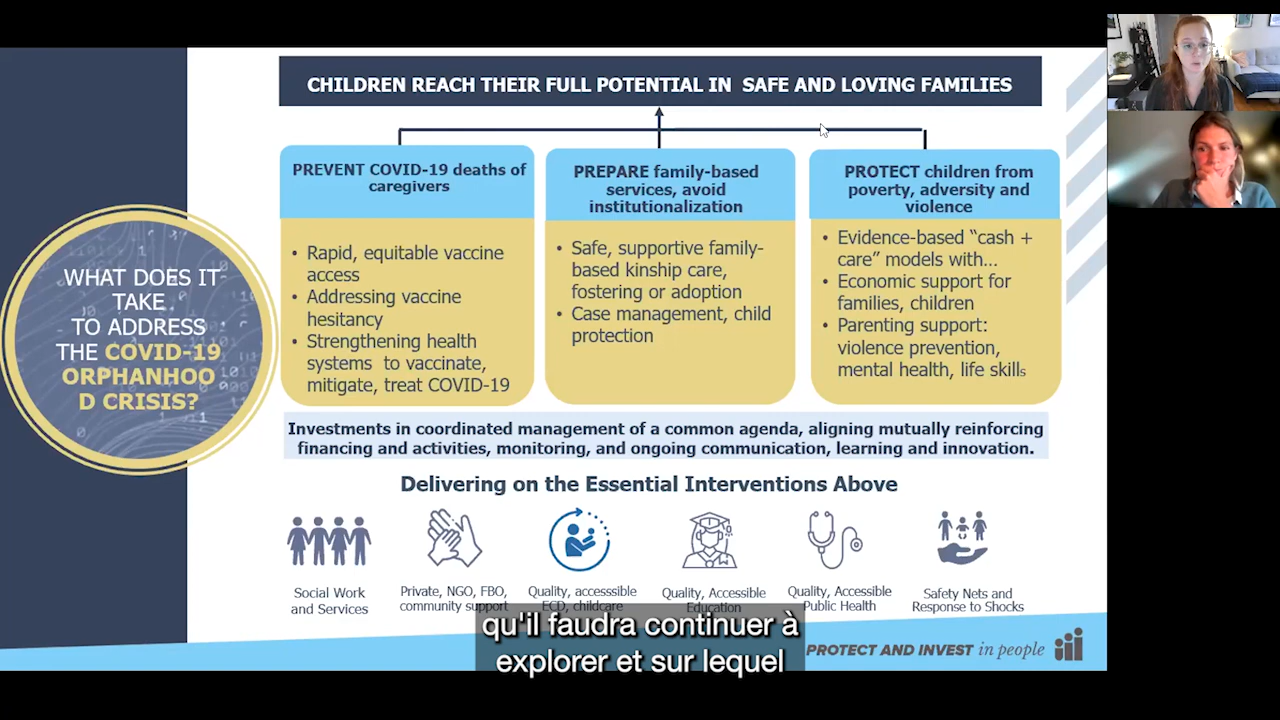 CHILDREN REACH THEIR FULL POTENTIAL IN SAFE AND LOVING FAMILIES
WHAT DOES IT
TAKE
TO ADDRESS
THE COVID-19
ORPHANHOO
D CRISIS?
PREVENT COVID-19 deaths of
caregivers
• Rapid, equitable vaccine
access
• Addressing vaccine
hesitancy
• Strengthening health
systems to vaccinate,
mitigate, treat COVID-19
PREPARE family-based
services, avoid
institutionalization
• Safe, supportive family-
based kinship care,
fostering or adoption
• Case management, child
protection
PROTECT children from
poverty, adversity and
violence
• Evidence-based “cash +
care” models with…
• Economic support for
families, children
• Parenting support:
violence prevention,
mental health, life skills
Investments in coordinated management of a common agenda, aligning mutually reinforcing
financing and activities, monitoring, and ongoing communication, learning and innovation.
Delivering on the Essential Interventions Above
Social Work
and Services
Private, NGO, FBO,
community support
Quality, accesssible
ECD, childcare
Quality, Accessible
Education
Quality, Accessible
Public Health
Safety Nets and
Response to Shocks
qu'il faudra continuer à
explorer et sur lequel
PROTECT AND INVEST in people